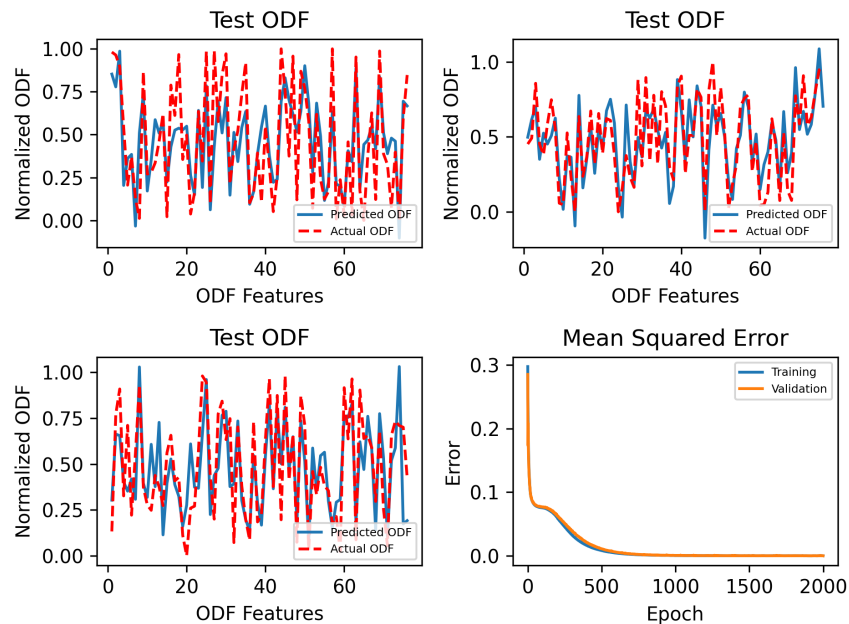 Test ODF
Normalized ODF
1.00
0.75
0.50
0.25
0.00
0
20
40
60
ODF Features
Predicted ODF
Actual ODF
Test ODF
Normalized ODF
1.0
0.5
0.0
0
20
40
60
ODF Features
Predicted ODF
Actual ODF
Test ODF
Normalized ODF
1.00
0.75
0.50
0.25
0.00
0
20
40
60
ODF Features
Predicted ODF
Actual ODF
Mean Squared Error
Error
0.3
0.2
0.1
0.0
0
500
1000
1500
2000
Epoch
Training
Validation